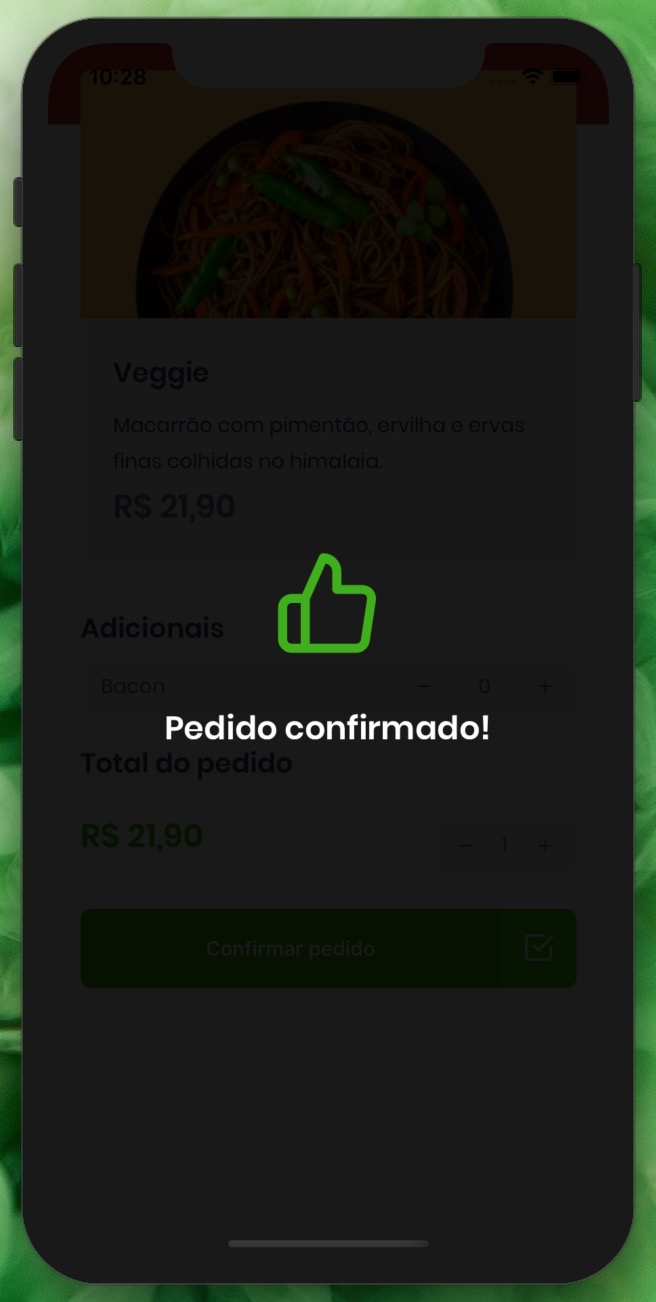 10:28
Veggie
Macarrão com pimentão, ervilha e ervas
finas colhidas no himalaia.
R$ 21,90
Adicionais
Bacon − 0 +
Pedido confirmado!
Total do pedido
R$ 21,90
− 1 +
Confirmar pedido